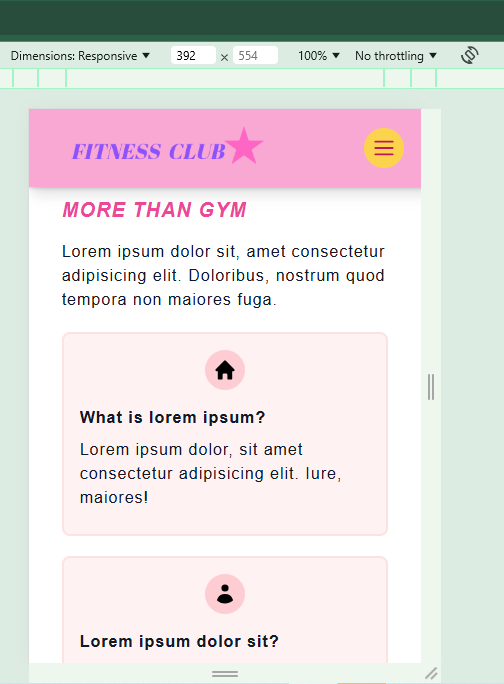 Dimensions: Responsive 392 x 554 100% No throttling
FITNESS CLUB
MORE THAN GYM
Lorem ipsum dolor sit, amet consectetur
adipisicing elit. Doloribus, nostrum quod
tempora non maiores fuga.
What is lorem ipsum?
Lorem ipsum dolor, sit amet
consectetur adipisicing elit. Iure,
maiores!
Lorem ipsum dolor sit?